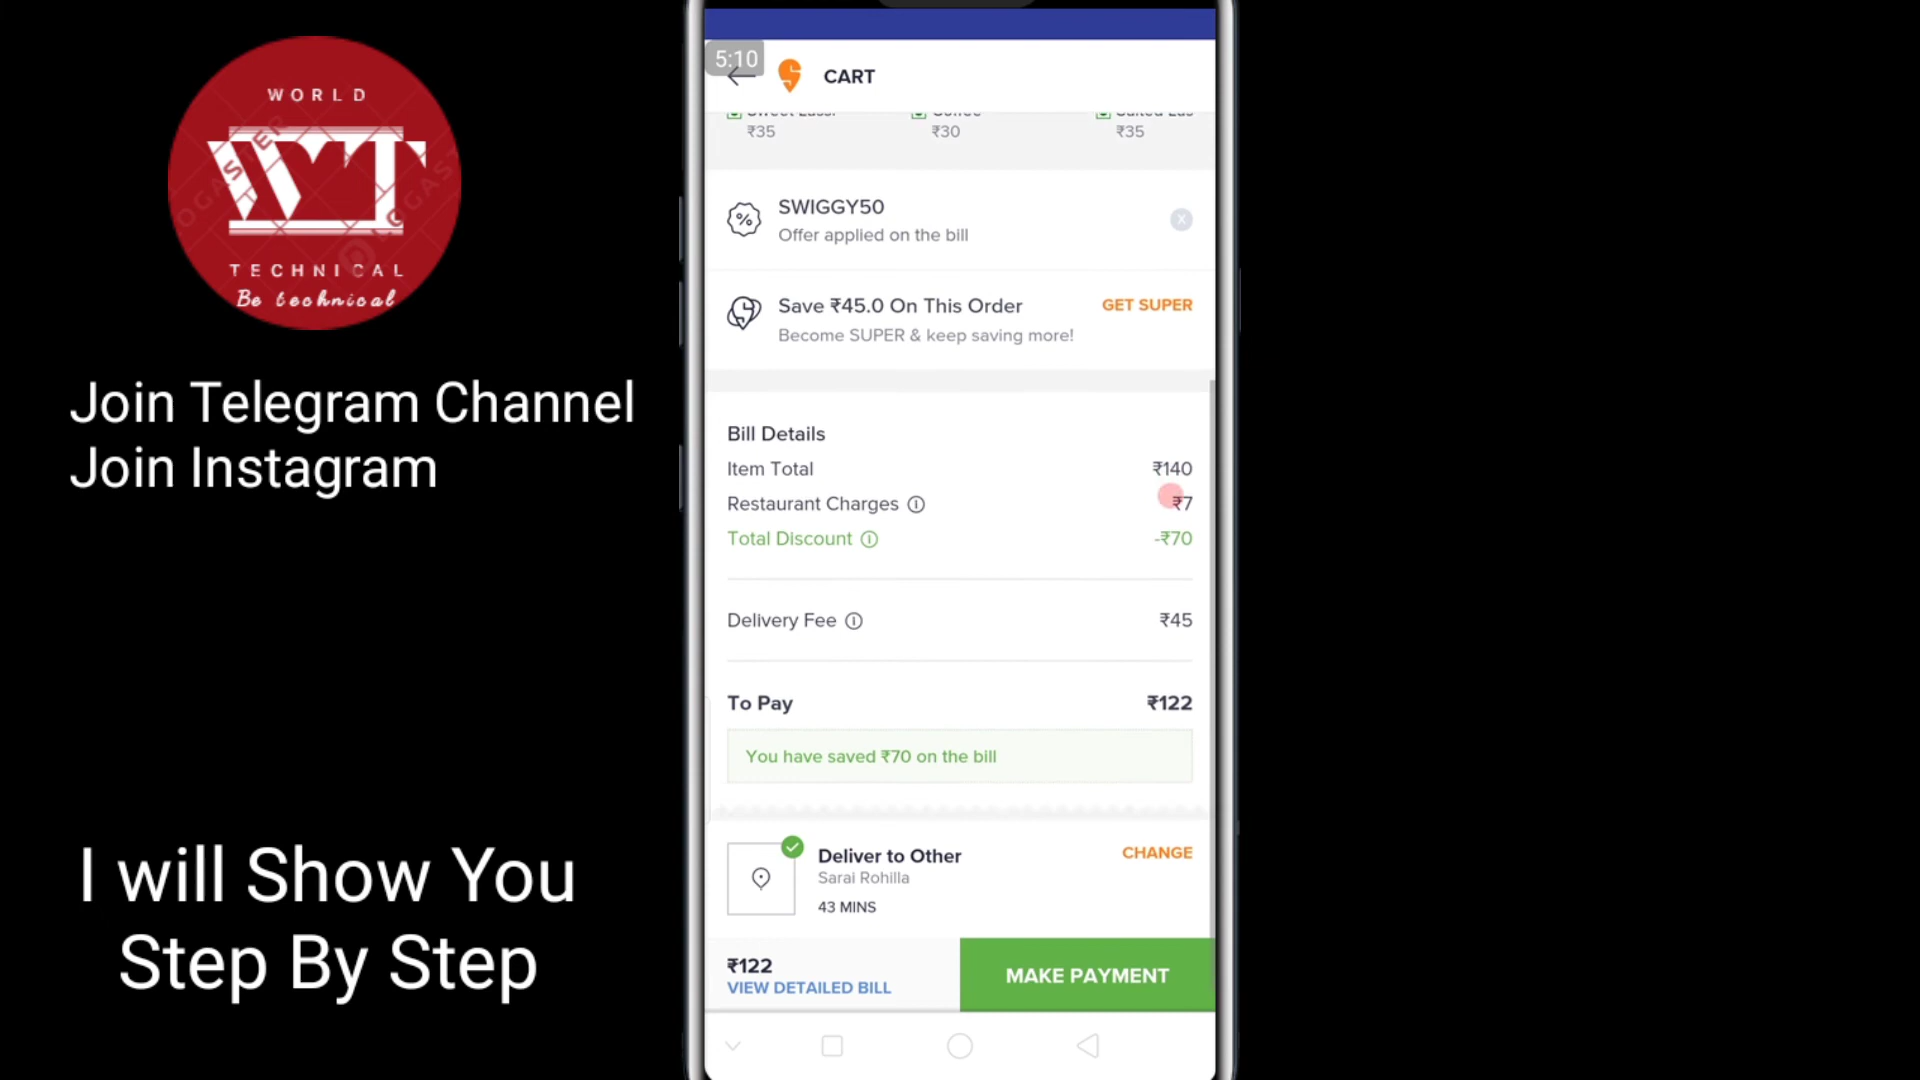 WORLD
WT
TECHNICAL
Be technical
Join Telegram Channel
Join Instagram
I will Show You
Step By Step
5:10
CART
₹35
₹30
₹35
SWIGGY50
Offer applied on the bill
X
Save ₹45.0 On This Order
GET SUPER
Become SUPER & keep saving more!
Bill Details
Item Total ₹140
Restaurant Charges ₹7
Total Discount -₹70
Delivery Fee ₹45
To Pay ₹122
You have saved ₹70 on the bill
Deliver to Other
CHANGE
Sarai Rohilla
43 MINS
₹122
VIEW DETAILED BILL
MAKE PAYMENT